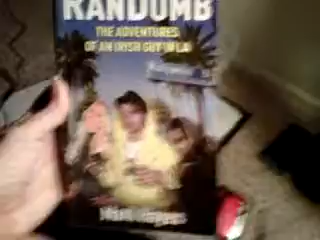 RANDUMB
THE ADVENTURES
OF AN IRISH GUY IN LA